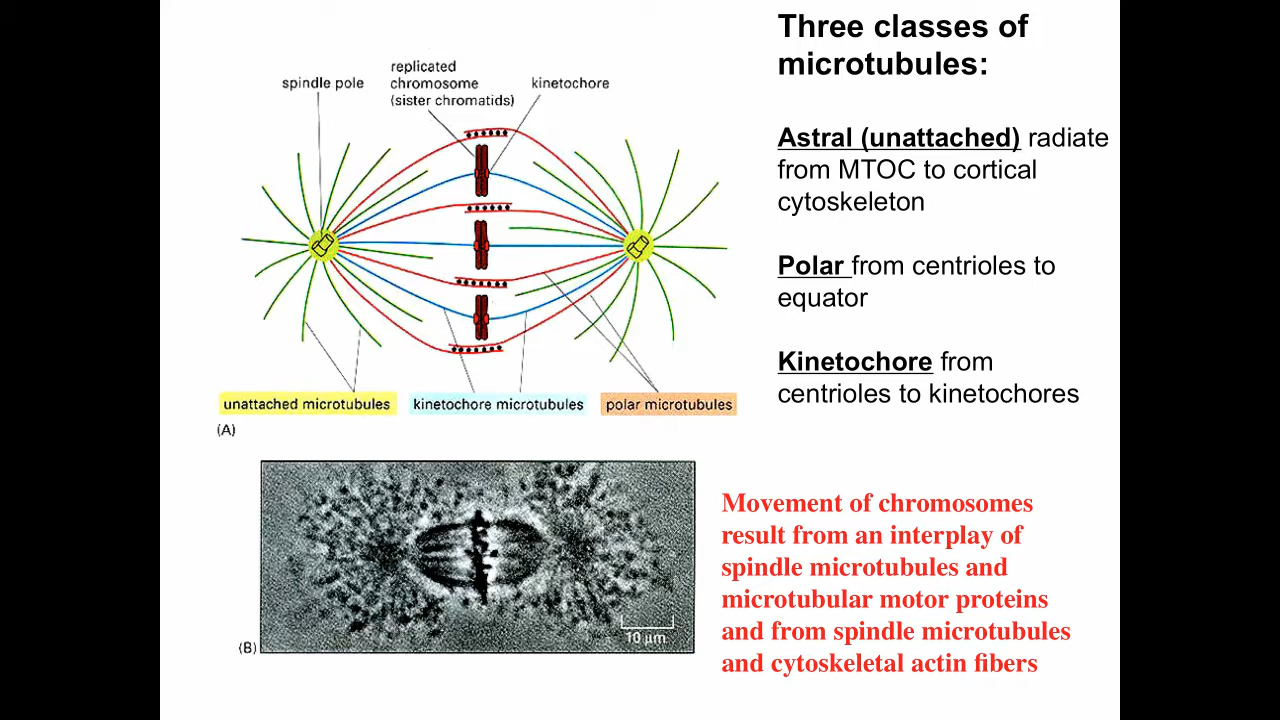 Three classes of
microtubules:
Astral (unattached) radiate
from MTOC to cortical
cytoskeleton
Polar from centrioles to
equator
Kinetochore from
centrioles to kinetochores
spindle pole
replicated
chromosome
(sister chromatids)
kinetochore
unattached microtubules
kinetochore microtubules
polar microtubules
(A)
(B)
10 μm
Movement of chromosomes
result from an interplay of
spindle microtubules and
microtubular motor proteins
and from spindle microtubules
and cytoskeletal actin fibers